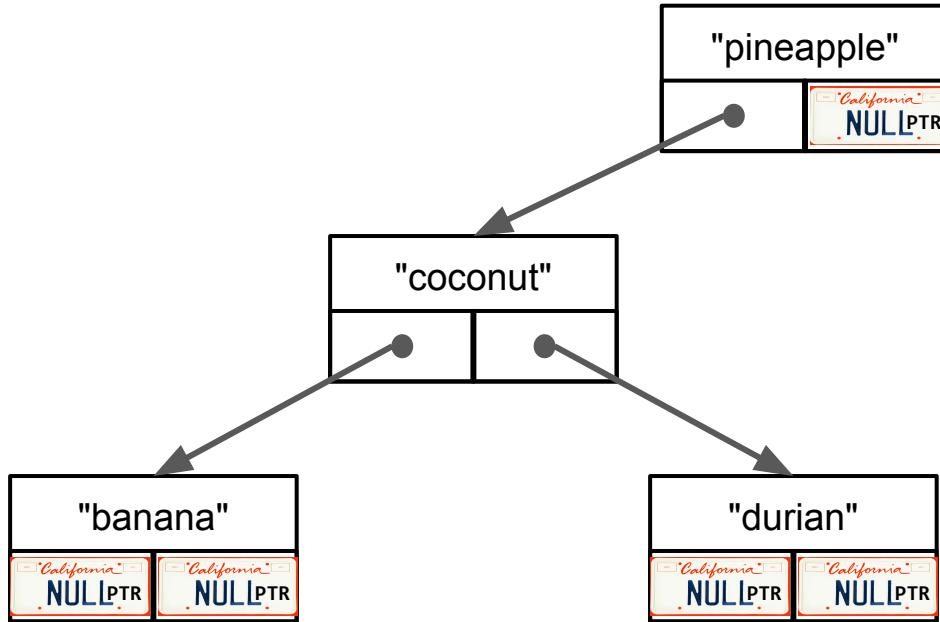 "pineapple"
California
NULLPTR
"coconut"
"banana"
"durian"
California
NULLPTR
California
NULLPTR
California
NULLPTR
California
NULLPTR